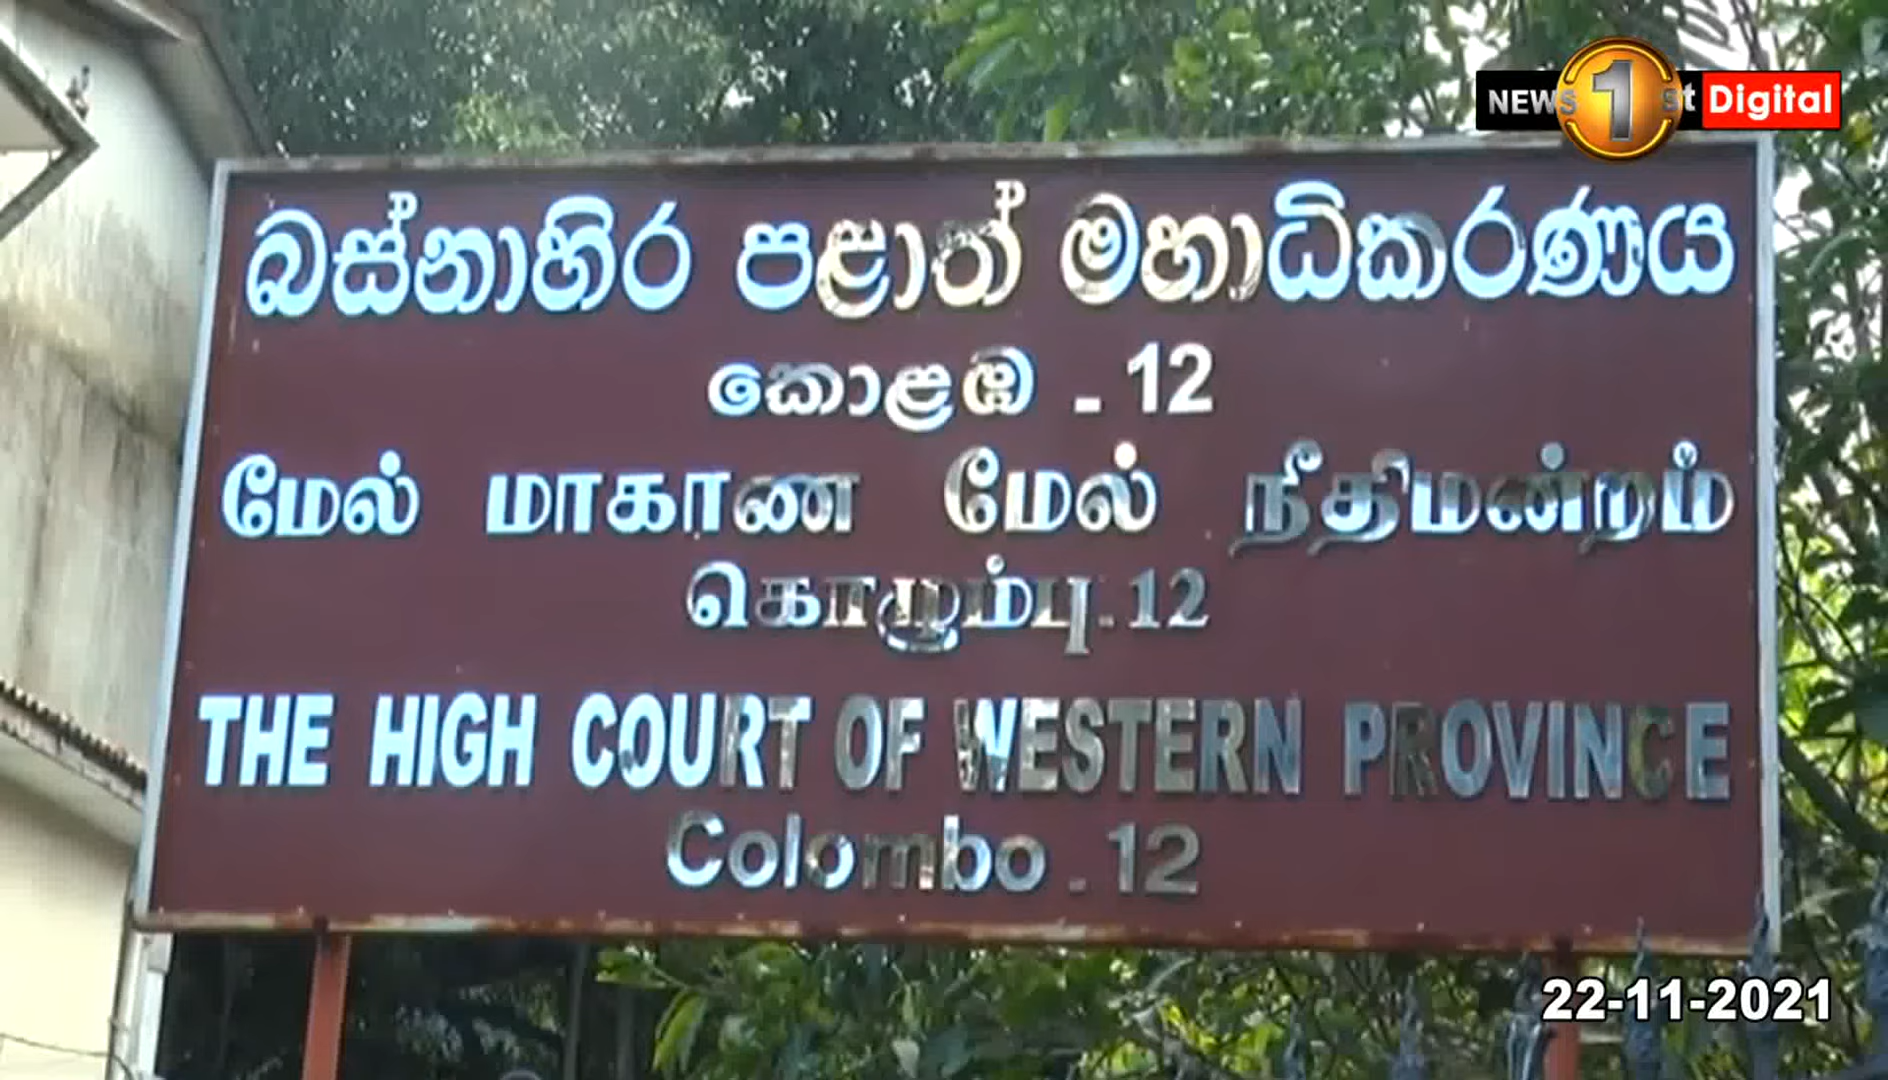 NEWS 1st Digital
බස්නාහිර පළාත් මහාධිකරණය
කොළඹ - 12
மேல் மாகாண மேல் நீதிமன்றம்
கொழும்பு.12
THE HIGH COURT OF WESTERN PROVINCE
Colombo . 12
22-11-2021